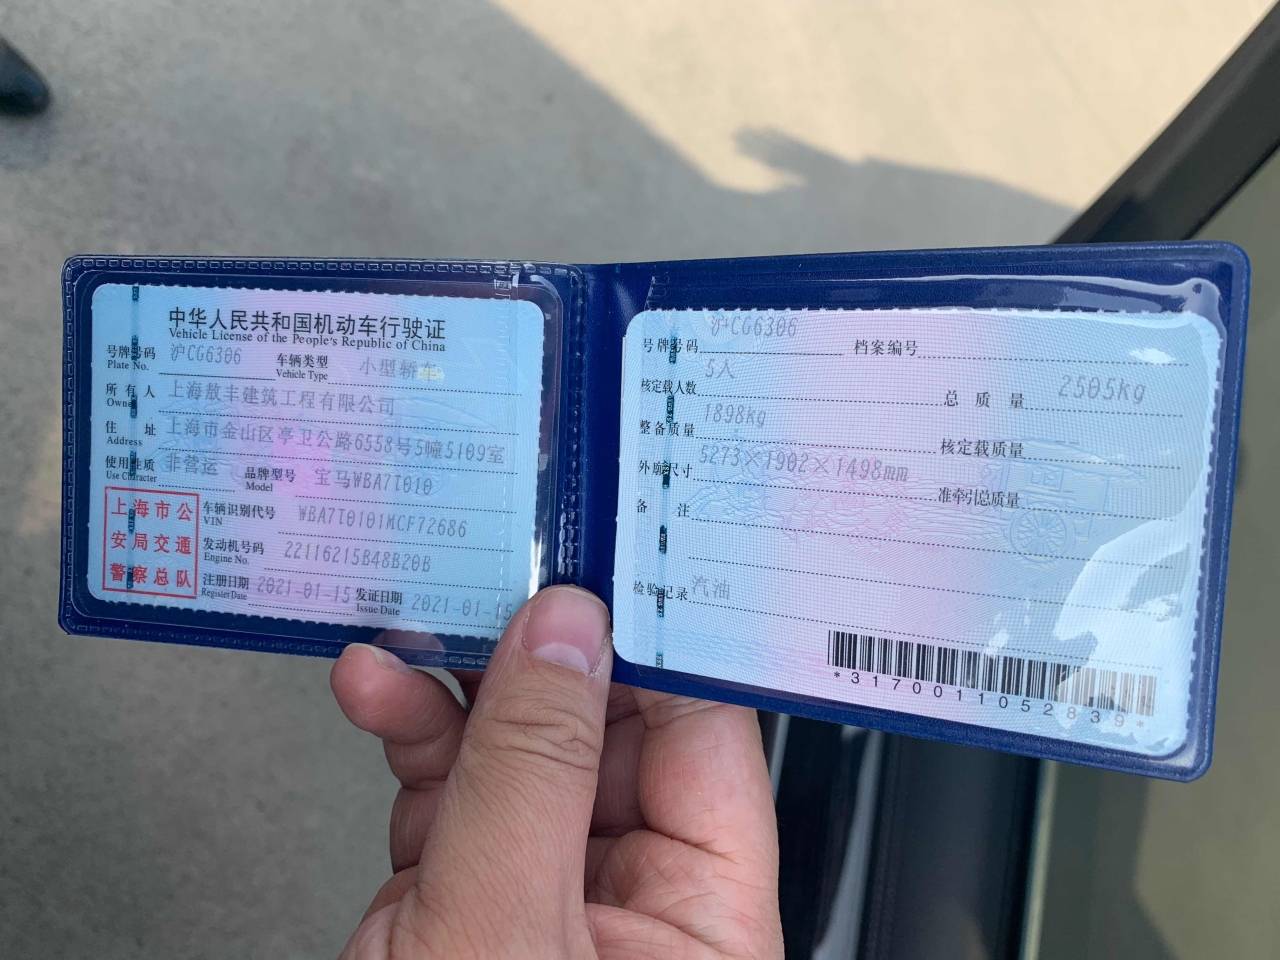 中华人民共和国机动车行驶证
Vehicle License of the People's Republic of China
号牌号码 沪CG6306 车辆类型 小型轿车
Plate No. Vehicle Type
所有人 上海敖丰建筑工程有限公司
Owner
住址 上海市金山区亭卫公路6558号5幢5109室
Address
使用性质 非营运 品牌型号 宝马WBA7T010
Use Character Model
上海市公
安局交通
警察总队
车辆识别代号 WBA7T0101MCF72686
VIN
发动机号码 22116215B48B20B
Engine No.
注册日期 2021-01-15 发证日期 2021-01-15
Register Date Issue Date
号牌号码 沪CG6306 档案编号
核定载人数 5人 总质量 2505kg
整备质量 1898kg 核定载质量
外廓尺寸 5273×1902×1498mm 准牵引总质量
备注
检验记录 汽油
*3170011052839*